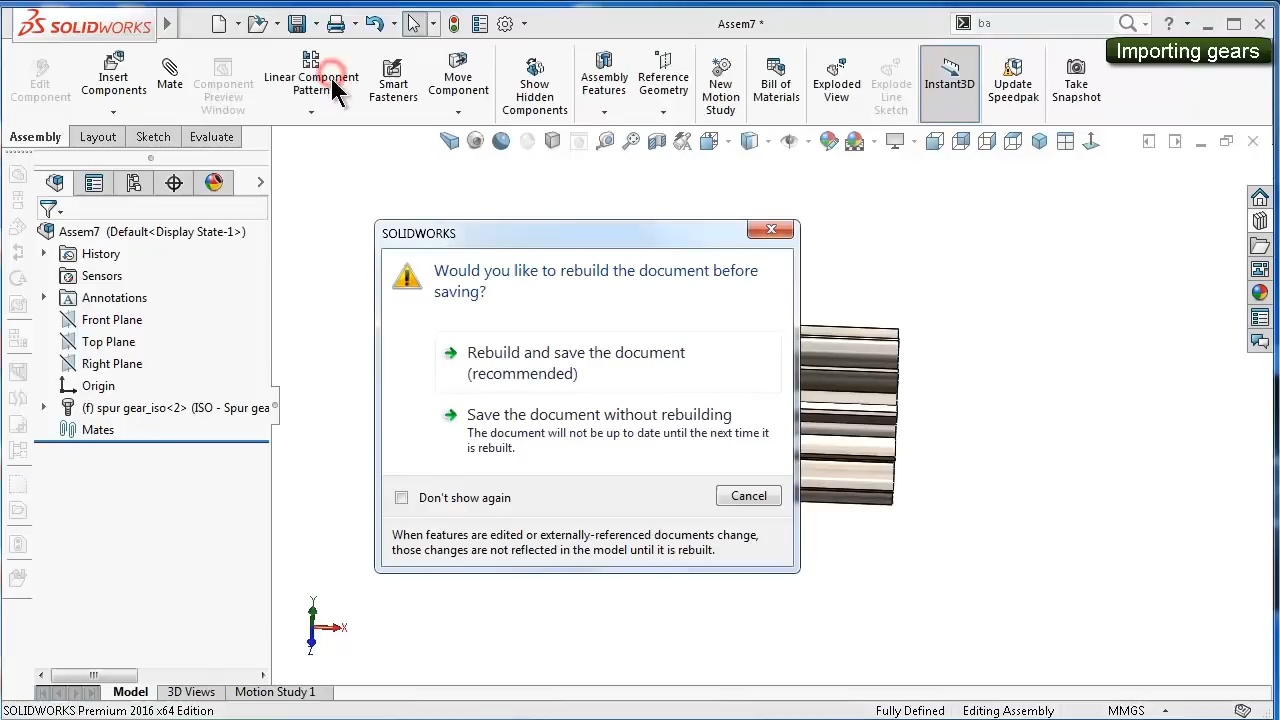 SOLIDWORKS
Assem7 *
ba
Importing gears
Edit
Component
Insert
Components
Mate
Component
Preview
Window
Linear Component
Pattern
Smart
Fasteners
Move
Component
Show
Hidden
Components
Assembly
Features
Reference
Geometry
New
Motion
Study
Bill of
Materials
Exploded
View
Explode
Line
Sketch
Instant3D
Update
Speedpak
Take
Snapshot
Assembly Layout Sketch Evaluate
Assem7 (Default<Display State-1>)
History
Sensors
Annotations
Front Plane
Top Plane
Right Plane
Origin
(f) spur gear_iso<2> (ISO - Spur gea
Mates
SOLIDWORKS
Would you like to rebuild the document before
saving?
Rebuild and save the document
(recommended)
Save the document without rebuilding
The document will not be up to date until the next time it
is rebuilt.
Don't show again
Cancel
When features are edited or externally-referenced documents change,
those changes are not reflected in the model until it is rebuilt.
Y
X
Z
Model 3D Views Motion Study 1
SOLIDWORKS Premium 2016 x64 Edition
Fully Defined Editing Assembly MMGS